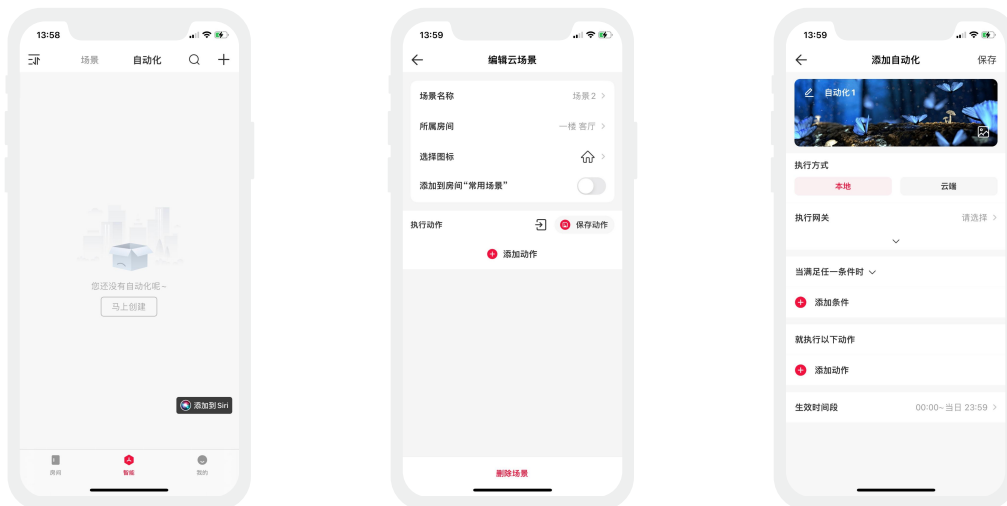 13:58
场景
自动化
您还没有自动化呢~
马上创建
添加到 Siri
房间
智能
我的
13:59
编辑云场景
场景名称
场景2
所属房间
一楼 客厅
选择图标
添加到房间“常用场景”
执行动作
保存动作
添加动作
删除场景
13:59
添加自动化
保存
自动化1
执行方式
本地
云端
执行网关
请选择
当满足任一条件时
添加条件
就执行以下动作
添加动作
生效时间段
00:00~当日 23:59